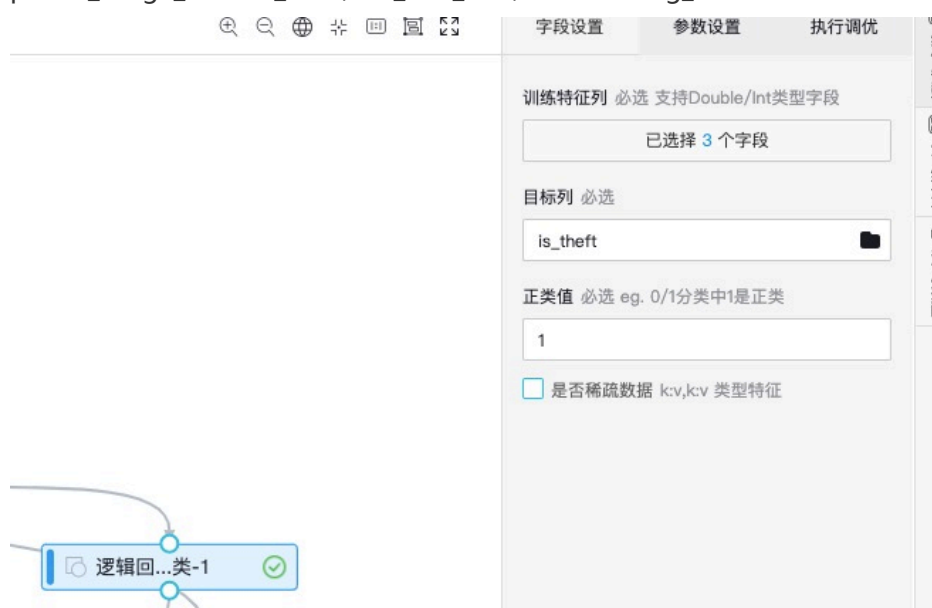 字段设置 参数设置 执行调优
训练特征列 必选 支持Double/Int类型字段
已选择 3 个字段
目标列 必选
is_theft
正类值 必选 eg. 0/1分类中1是正类
1
是否稀疏数据 k:v,k:v 类型特征
逻辑回...类-1